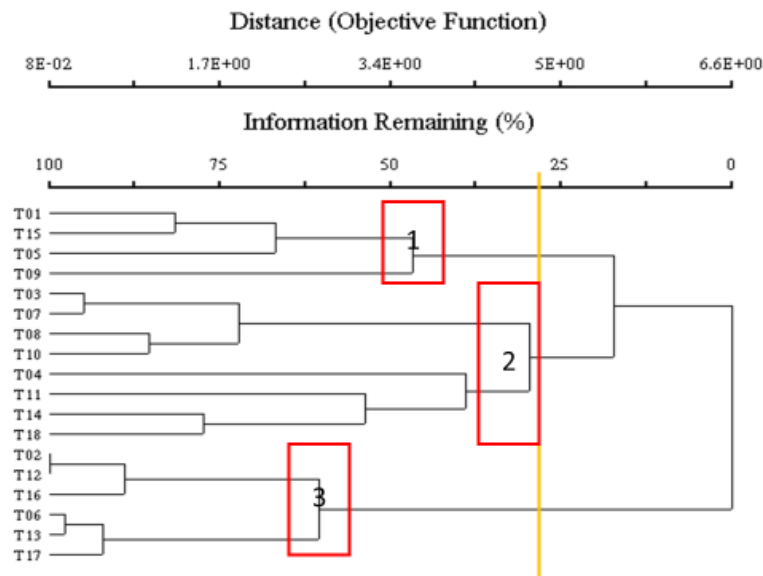 Distance (Objective Function)
8E-02 1.7E+00 3.4E+00 5E+00 6.6E+00
Information Remaining (%)
100 75 50 25 0
T01
T15
T05
T09
T03
T07
T08
T10
T04
T11
T14
T18
T02
T12
T16
T06
T13
T17
1
2
3